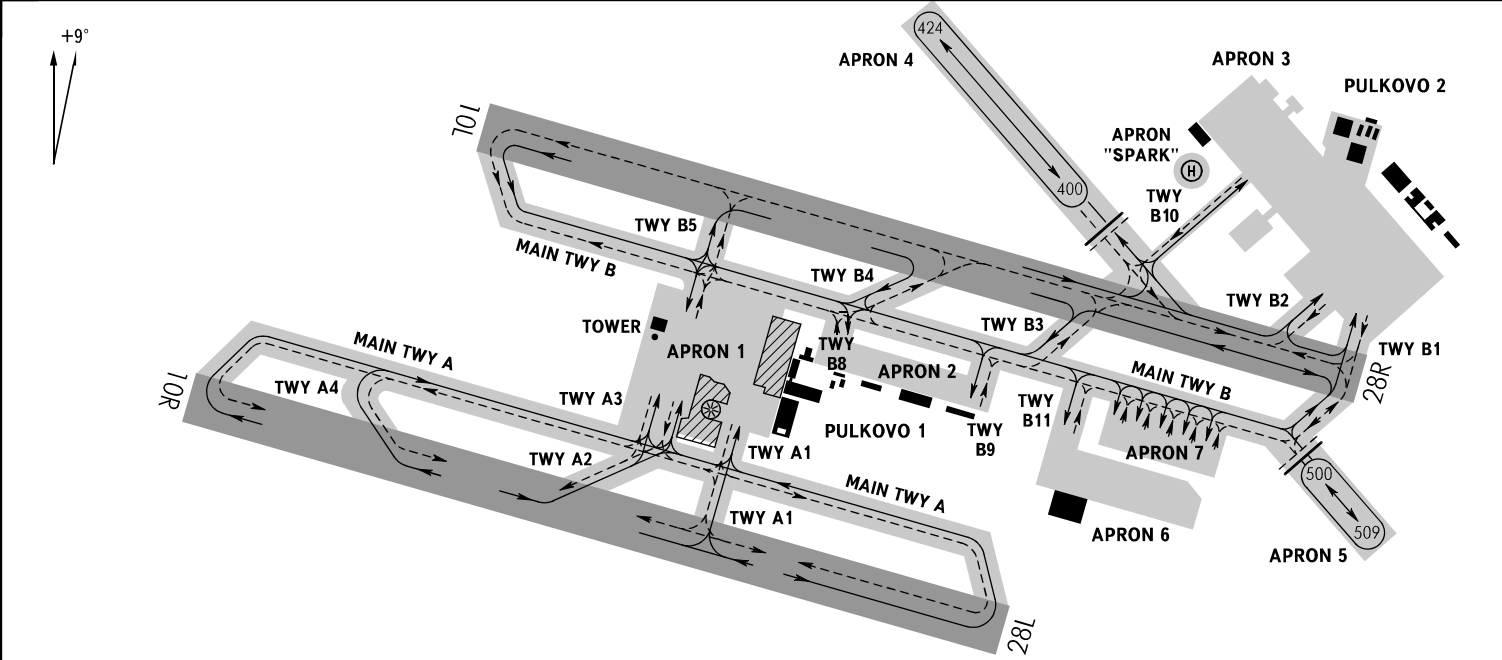 +9°
424
APRON 4
APRON 3
PULKOVO 2
10L
APRON
"SPARK"
H
400
TWY
B10
TWY B5
MAIN TWY B
TWY B4
TWY B2
TOWER
TWY B3
TWY B1
MAIN TWY A
APRON 1
TWY
B8
APRON 2
MAIN TWY B
28R
10R
TWY A4
TWY A3
TWY
B11
PULKOVO 1
TWY
B9
TWY A2
TWY A1
APRON 7
500
MAIN TWY A
TWY A1
APRON 6
509
APRON 5
28L